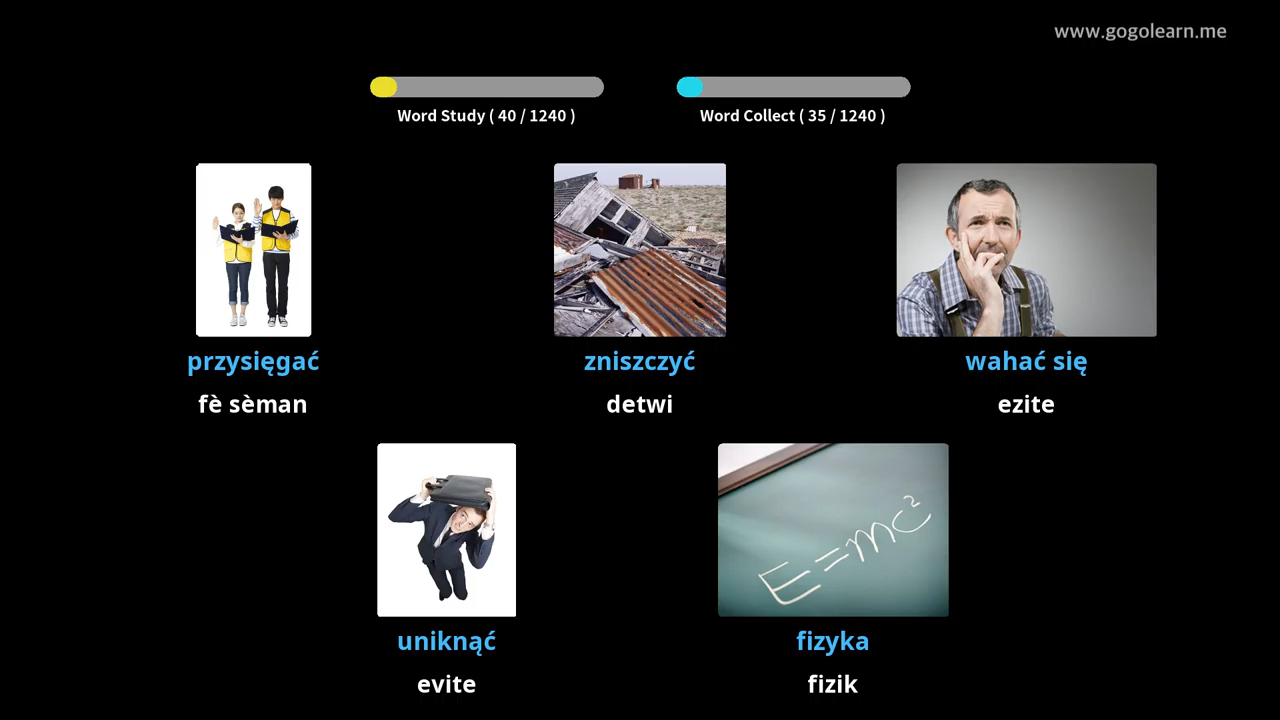 www.gogolearn.me
Word Study ( 40 / 1240 )
Word Collect ( 35 / 1240 )
przysięgać
fè sèman
zniszczyć
detwi
wahać się
ezite
uniknąć
evite
E=mc²
fizyka
fizik